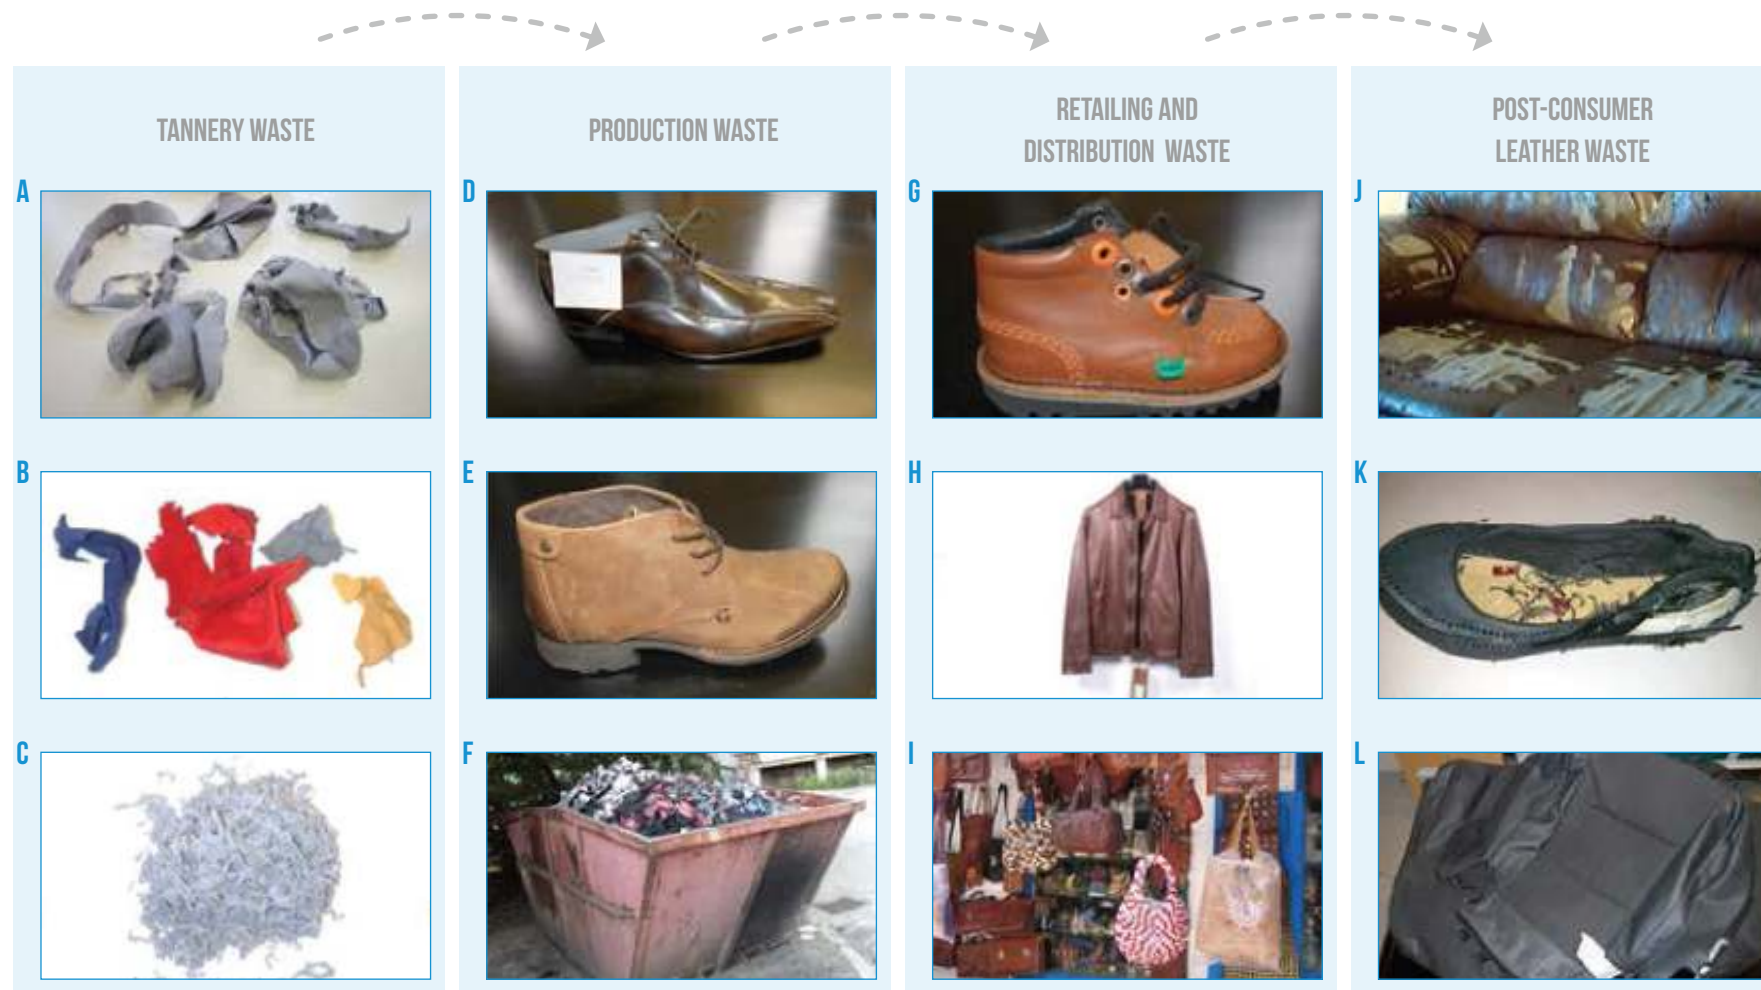 TANNERY WASTE
PRODUCTION WASTE
RETAILING AND
DISTRIBUTION WASTE
POST-CONSUMER
LEATHER WASTE
A
D
G
J
B
E
H
K
C
F
I
L